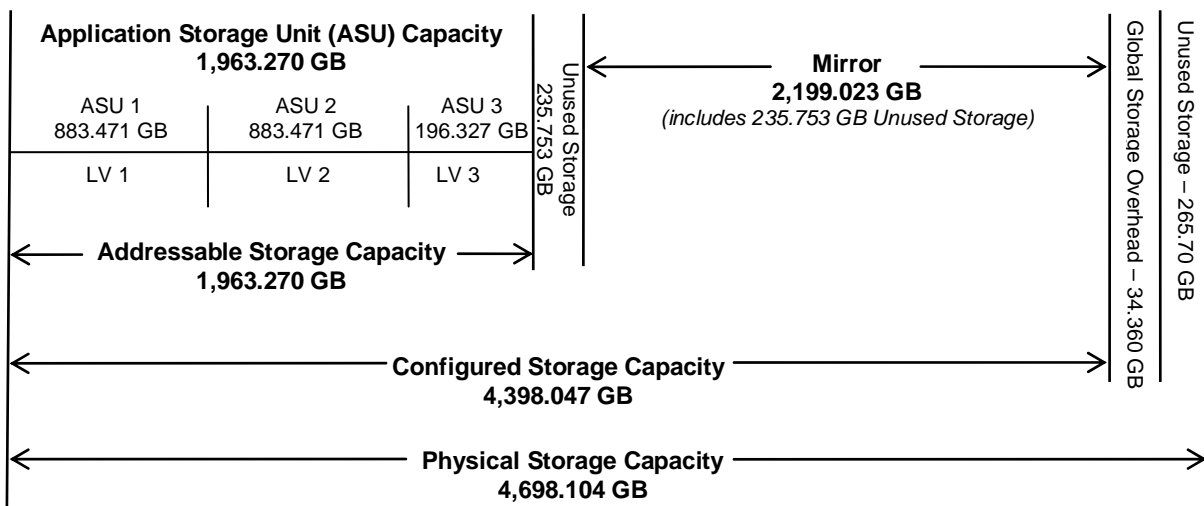 Application Storage Unit (ASU) Capacity
1,963.270 GB
ASU 1
883.471 GB
ASU 2
883.471 GB
ASU 3
196.327 GB
LV 1
LV 2
LV 3
Unused Storage
235.753 GB
Mirror
2,199.023 GB
(includes 235.753 GB Unused Storage)
Global Storage Overhead – 34.360 GB
Unused Storage – 265.70 GB
Addressable Storage Capacity
1,963.270 GB
Configured Storage Capacity
4,398.047 GB
Physical Storage Capacity
4,698.104 GB